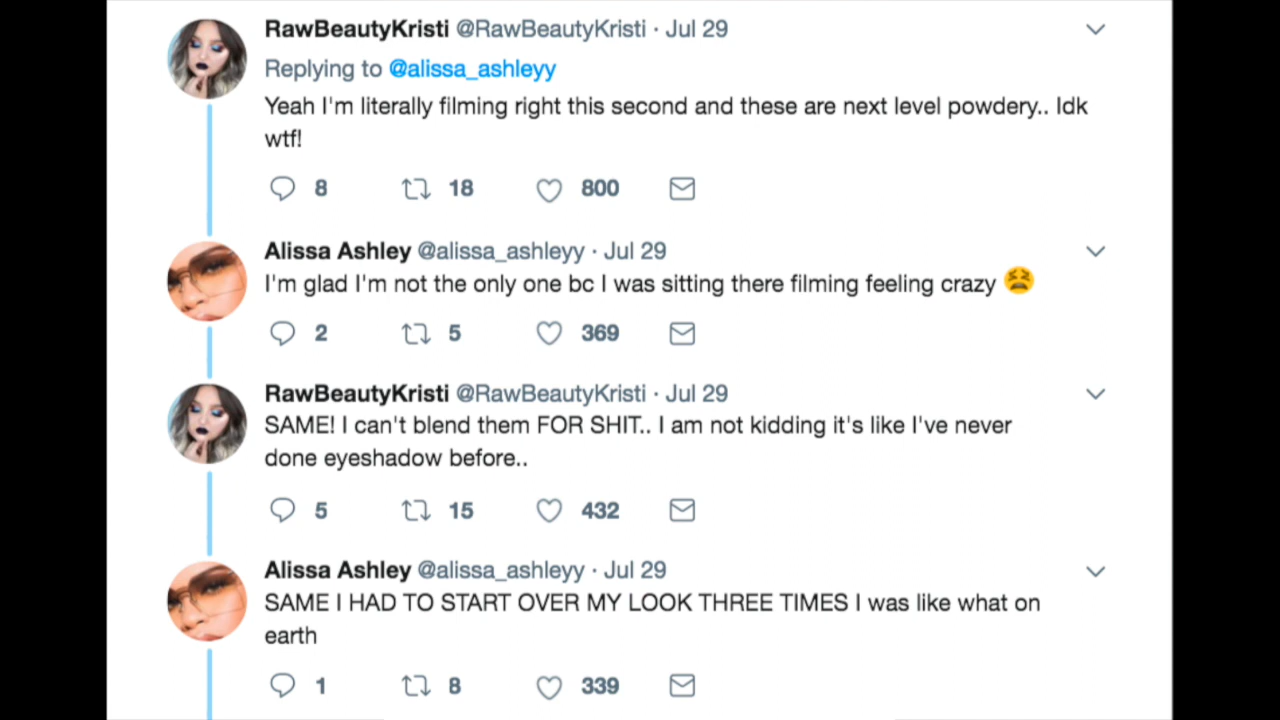 RawBeautyKristi @RawBeautyKristi · Jul 29
Replying to @alissa_ashleyy
Yeah I'm literally filming right this second and these are next level powdery.. Idk
wtf!
8 18 800
Alissa Ashley @alissa_ashleyy · Jul 29
I'm glad I'm not the only one bc I was sitting there filming feeling crazy 😫
2 5 369
RawBeautyKristi @RawBeautyKristi · Jul 29
SAME! I can't blend them FOR SHIT.. I am not kidding it's like I've never
done eyeshadow before..
5 15 432
Alissa Ashley @alissa_ashleyy · Jul 29
SAME I HAD TO START OVER MY LOOK THREE TIMES I was like what on
earth
1 8 339